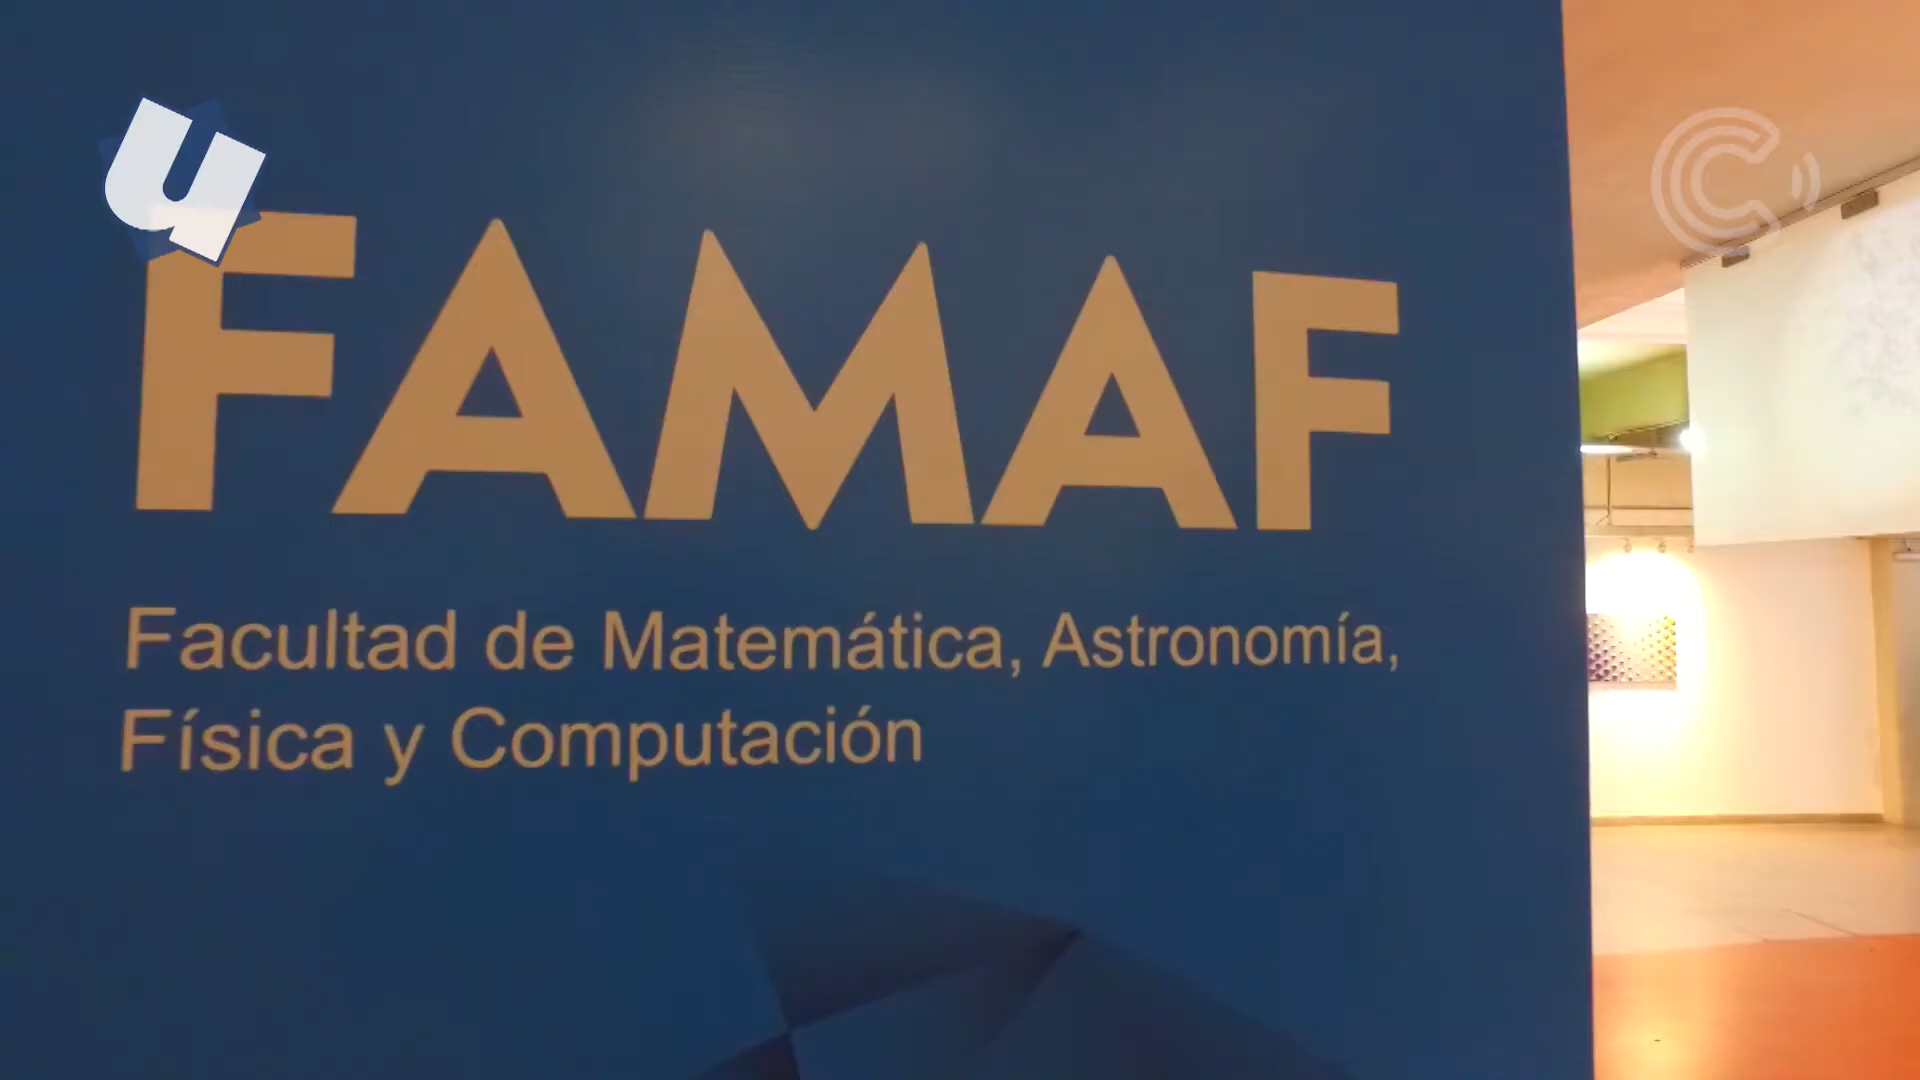 u
FAMAF
Facultad de Matemática, Astronomía,
Física y Computación